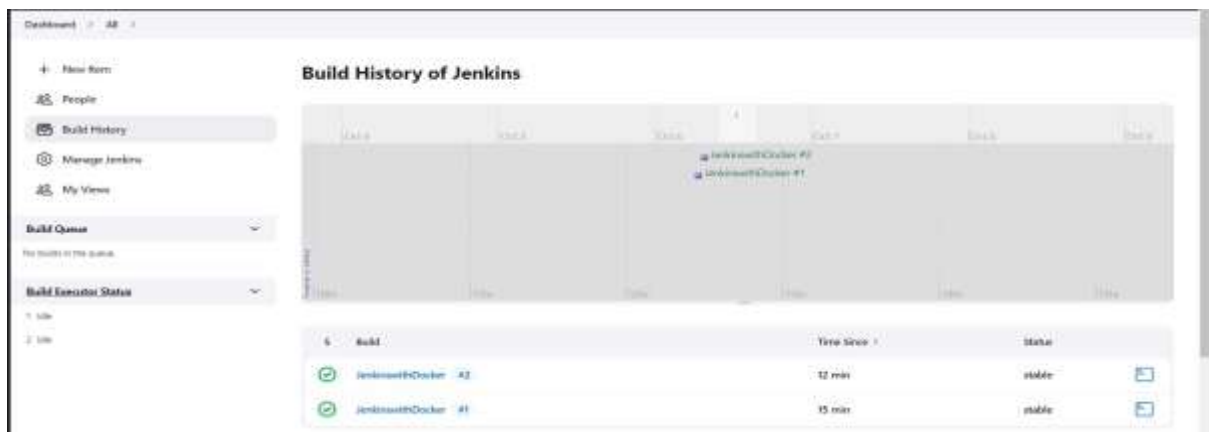 Dashboard > All >
+ New Item
People
Build History
Manage Jenkins
My Views
Build Queue
No builds in the queue.
Build Executor Status
1 Idle
2 Idle
Build History of Jenkins
JenkinswithDocker #2
JenkinswithDocker #1
S Build Time Since ↑ Status
JenkinswithDocker #2 12 min stable
JenkinswithDocker #1 15 min stable